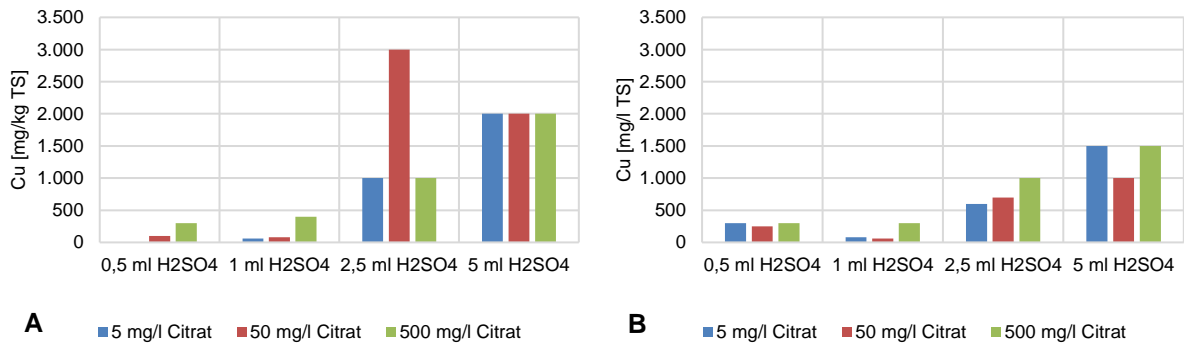 Cu [mg/kg TS]
3.500
3.000
2.500
2.000
1.500
1.000
500
0
0,5 ml H2SO4 1 ml H2SO4 2,5 ml H2SO4 5 ml H2SO4
A
5 mg/l Citrat 50 mg/l Citrat 500 mg/l Citrat
Cu [mg/l TS]
3.500
3.000
2.500
2.000
1.500
1.000
500
0
0,5 ml H2SO4 1 ml H2SO4 2,5 ml H2SO4 5 ml H2SO4
B
5 mg/l Citrat 50 mg/l Citrat 500 mg/l Citrat